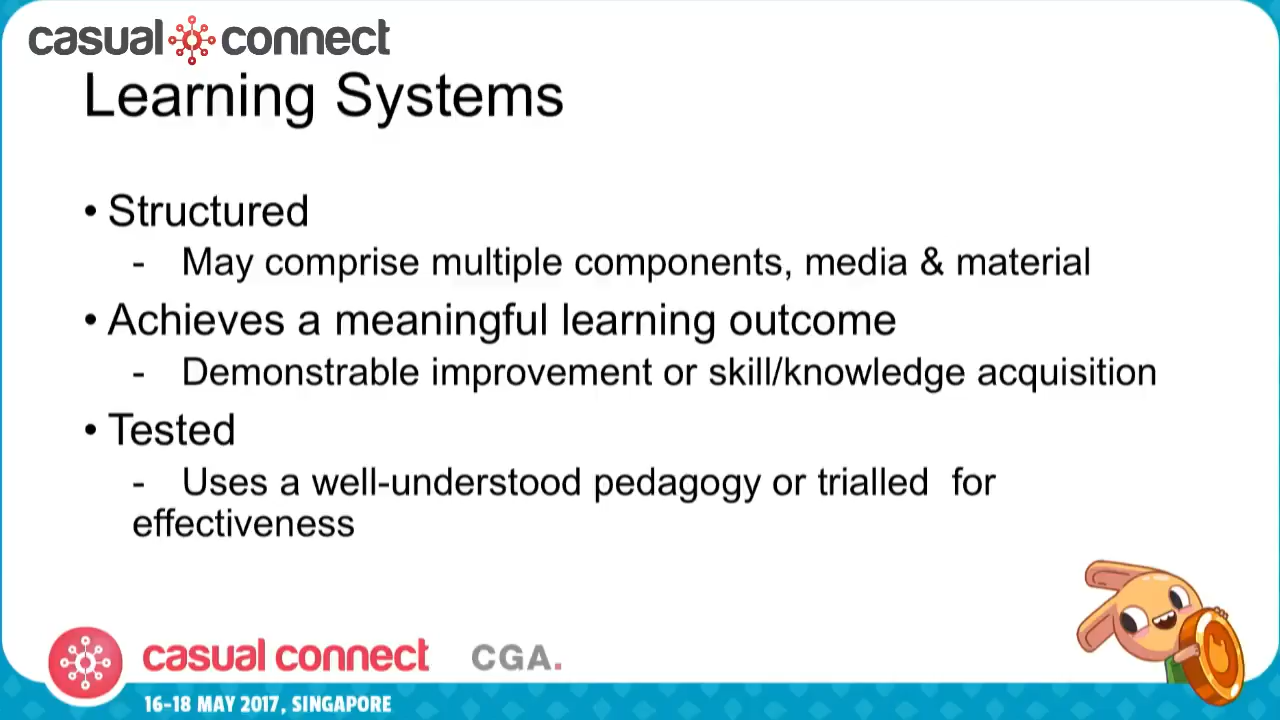 casual connect
Learning Systems
• Structured
- May comprise multiple components, media & material
• Achieves a meaningful learning outcome
- Demonstrable improvement or skill/knowledge acquisition
• Tested
- Uses a well-understood pedagogy or trialled for
effectiveness
casual connect CGA.
16-18 MAY 2017, SINGAPORE